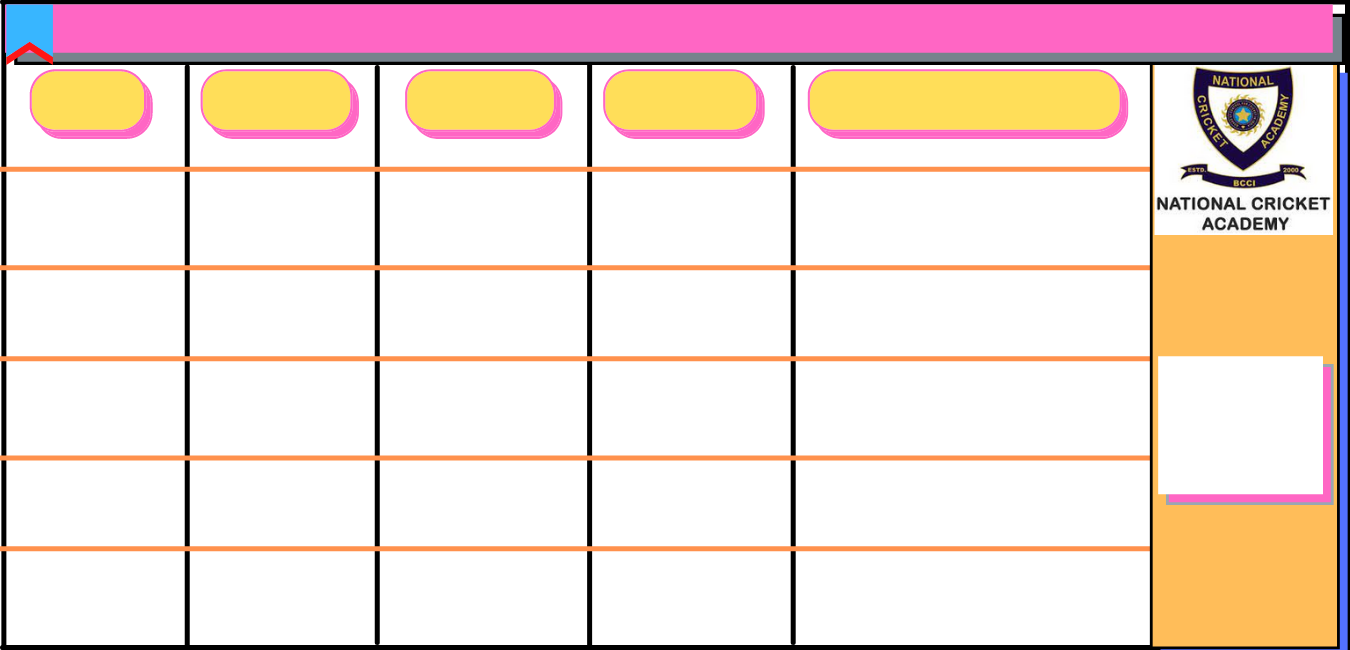 NATIONAL
CRICKET
ACADEMY
ESTD.
BCCI
2000
NATIONAL CRICKET
ACADEMY